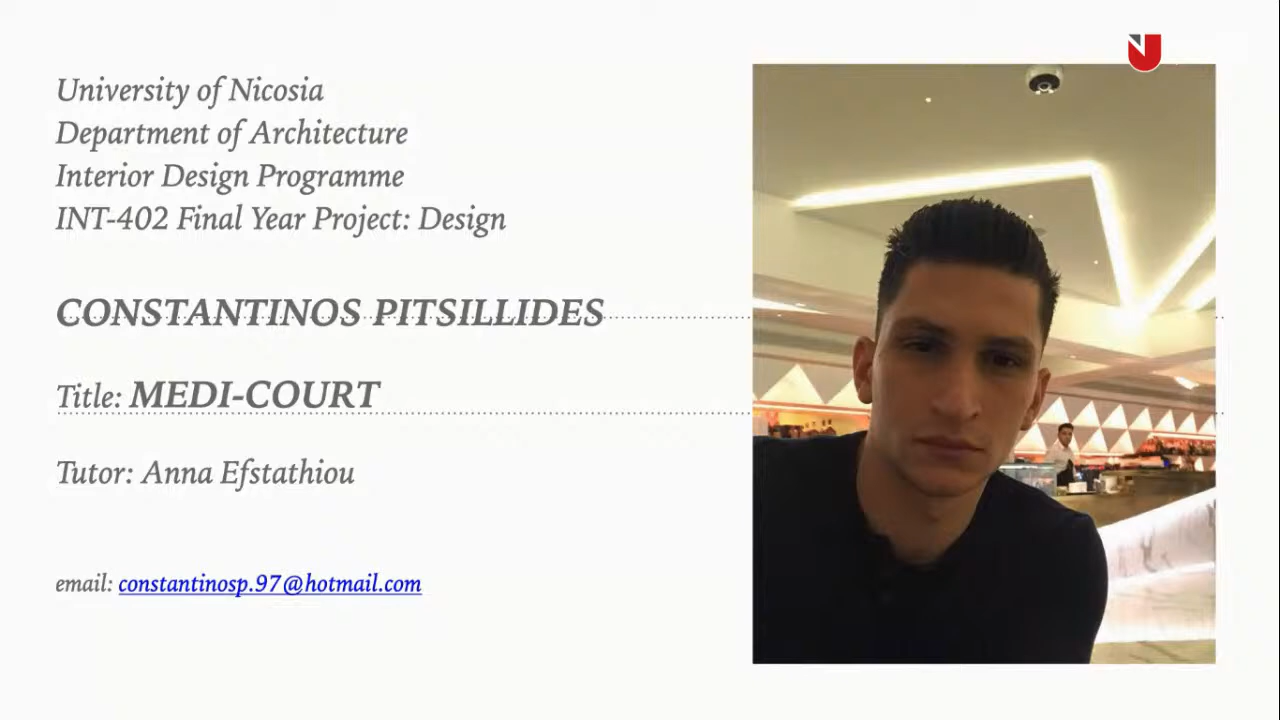 University of Nicosia
Department of Architecture
Interior Design Programme
INT-402 Final Year Project: Design
CONSTANTINOS PITSILLIDES
Title: MEDI-COURT
Tutor: Anna Efstathiou
email: constantinosp.97@hotmail.com